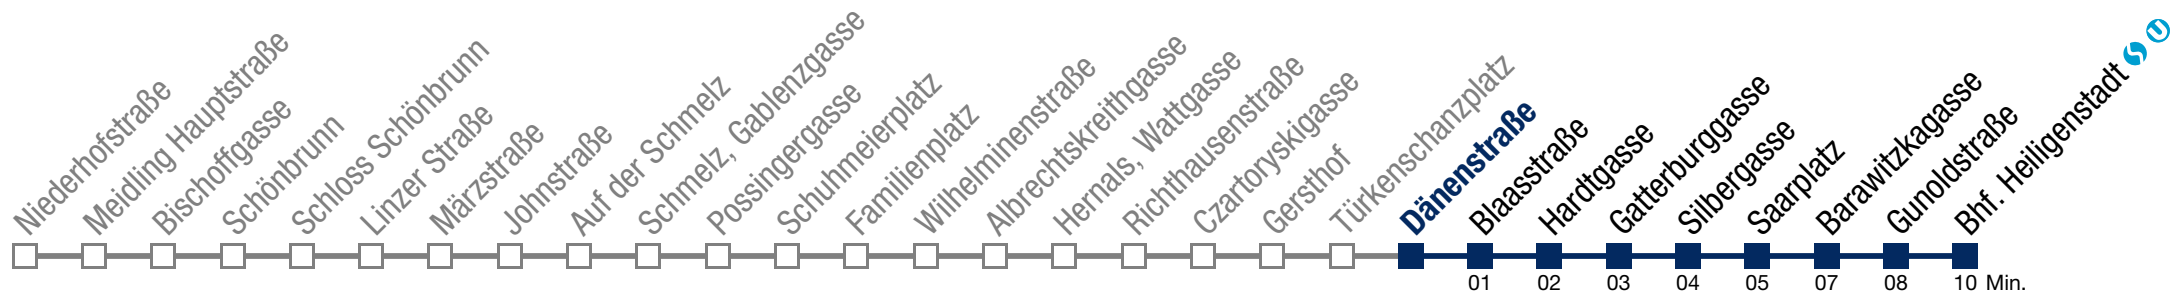 Niederhofstraße
Meidling Hauptstraße
Bischoffgasse
Schönbrunn
Schloss Schönbrunn
Linzer Straße
Märzstraße
Johnstraße
Auf der Schmelz
Schmelz, Gablenzgasse
Possingergasse
Schuhmeierplatz
Familienplatz
Wilhelminenstraße
Albrechtskreithgasse
Hernals, Wattgasse
Richthausenstraße
Czartoryskigasse
Gersthof
Türkenschanzplatz
Dänenstraße
Blaasstraße
Hardtgasse
Gatterburggasse
Silbergasse
Saarplatz
Barawitzkagasse
Gunoldstraße
Bhf. Heiligenstadt S U
01 02 03 04 05 07 08 10 Min.